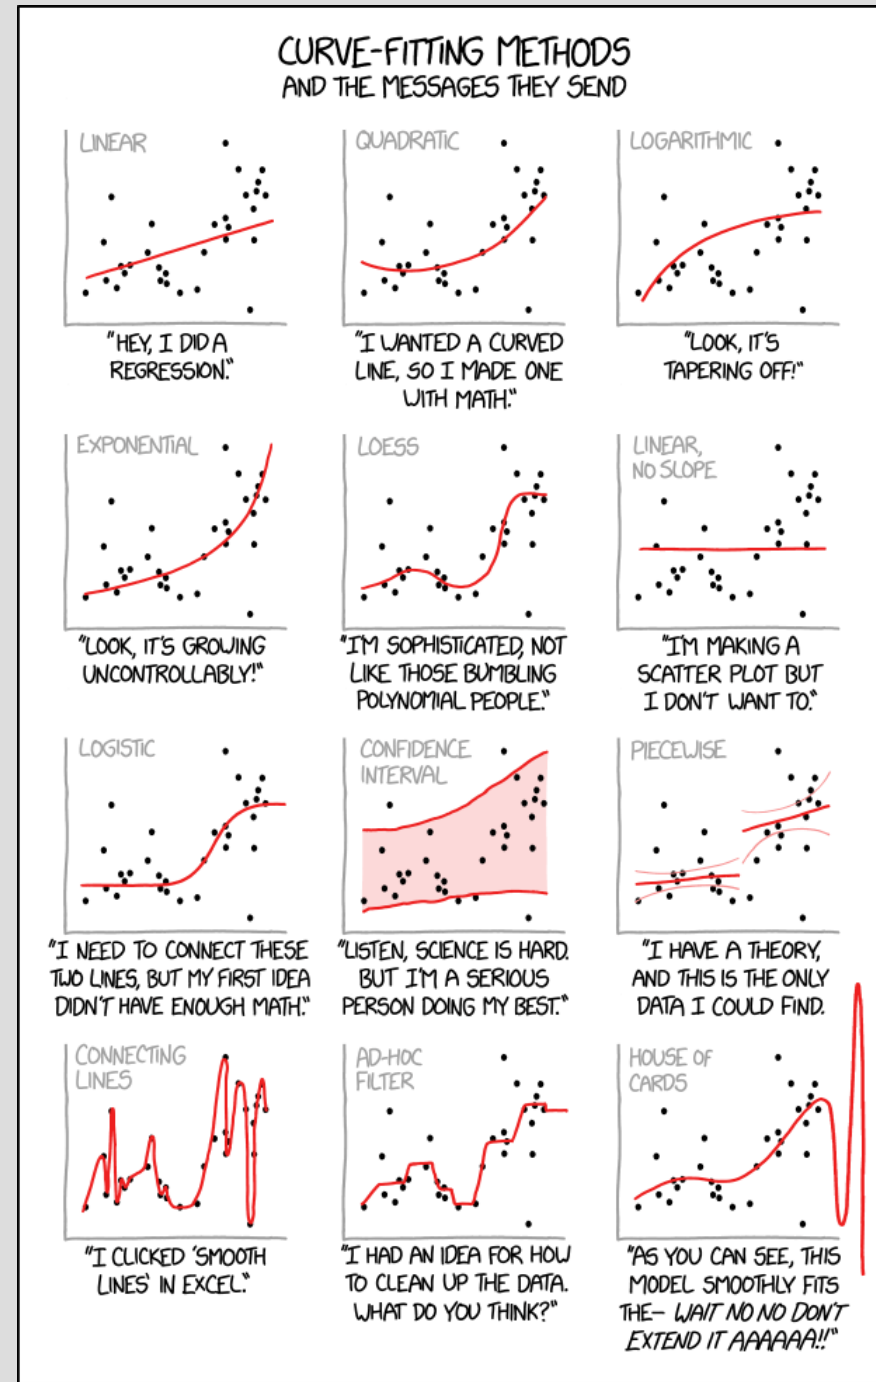 CURVE-FITTING METHODS
AND THE MESSAGES THEY SEND
LINEAR
"HEY, I DID A
REGRESSION."
QUADRATIC
"I WANTED A CURVED
LINE, SO I MADE ONE
WITH MATH."
LOGARITHMIC
"LOOK, IT'S
TAPERING OFF!"
EXPONENTIAL
"LOOK, IT'S GROWING
UNCONTROLLABLY!"
LOESS
"I'M SOPHISTICATED, NOT
LIKE THOSE BUMBLING
POLYNOMIAL PEOPLE."
LINEAR,
NO SLOPE
"I'M MAKING A
SCATTER PLOT BUT
I DON'T WANT TO."
LOGISTIC
"I NEED TO CONNECT THESE
TWO LINES, BUT MY FIRST IDEA
DIDN'T HAVE ENOUGH MATH."
CONFIDENCE
INTERVAL
"LISTEN, SCIENCE IS HARD.
BUT I'M A SERIOUS
PERSON DOING MY BEST."
PIECEWISE
"I HAVE A THEORY,
AND THIS IS THE ONLY
DATA I COULD FIND.
CONNECTING
LINES
"I CLICKED 'SMOOTH
LINES' IN EXCEL."
AD-HOC
FILTER
"I HAD AN IDEA FOR HOW
TO CLEAN UP THE DATA.
WHAT DO YOU THINK?"
HOUSE OF
CARDS
"AS YOU CAN SEE, THIS
MODEL SMOOTHLY FITS
THE– WAIT NO NO DON'T
EXTEND IT AAAAAA!!"